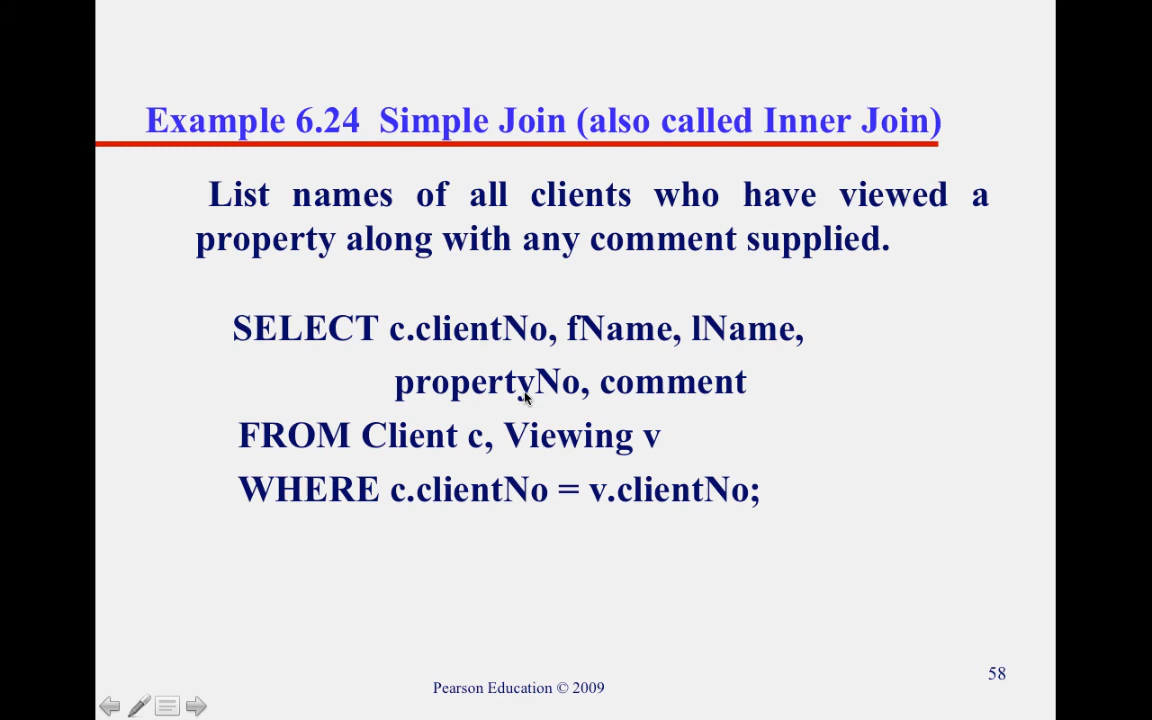 Example 6.24 Simple Join (also called Inner Join)
List names of all clients who have viewed a
property along with any comment supplied.
SELECT c.clientNo, fName, lName,
propertyNo, comment
FROM Client c, Viewing v
WHERE c.clientNo = v.clientNo;
58
Pearson Education © 2009